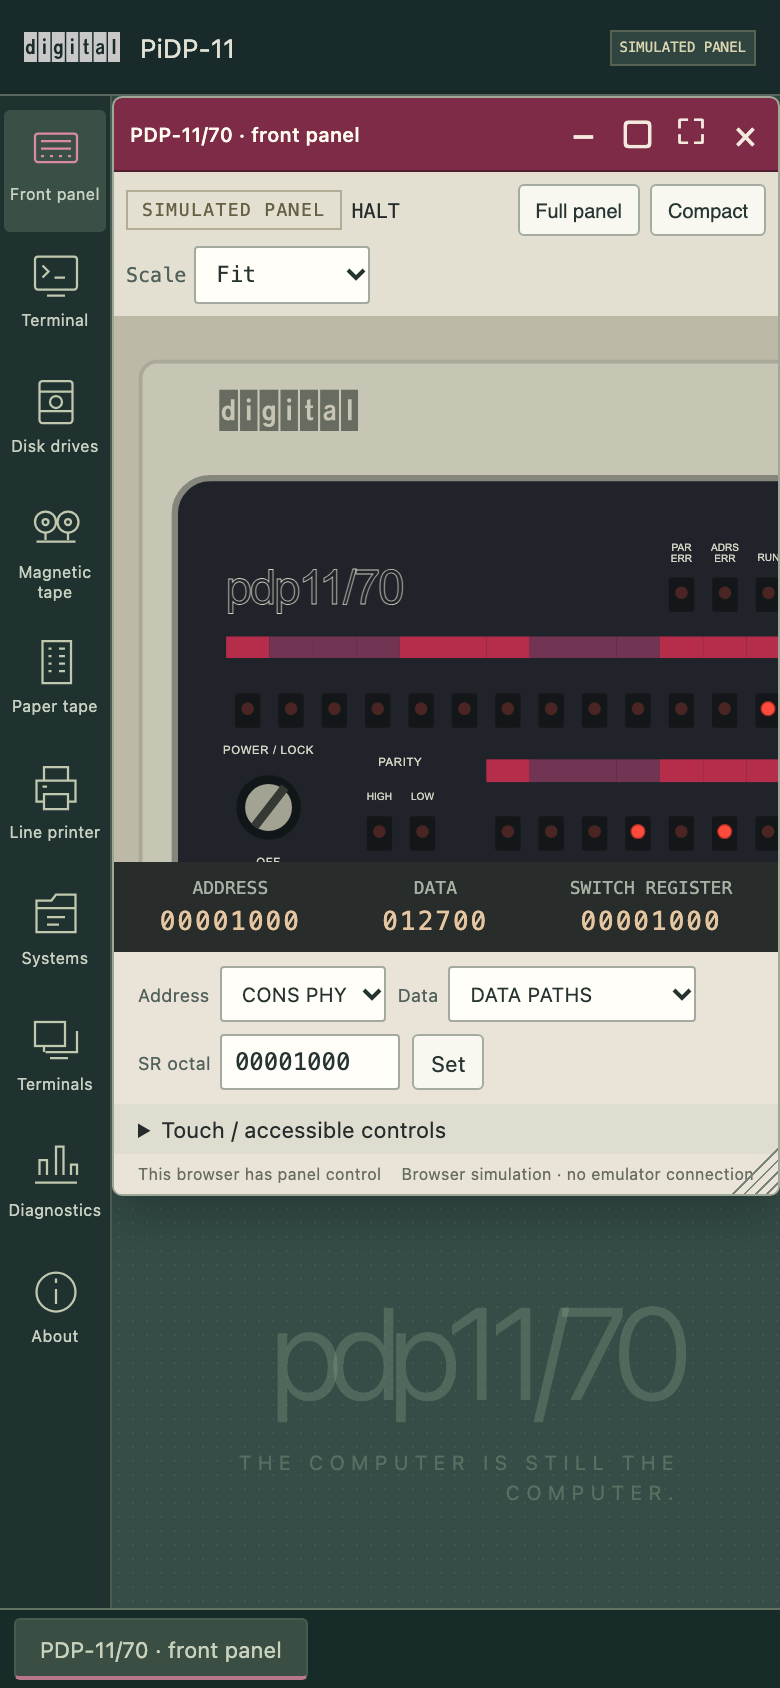 digital PiDP-11 SIMULATED PANEL
Front panel
Terminal
Disk drives
Magnetic
tape
Paper tape
Line printer
Systems
Terminals
Diagnostics
About
PDP-11/70 · front panel
SIMULATED PANEL HALT Full panel Compact
Scale Fit
digital
pdp11/70
PAR
ERR
ADRS
ERR
RUN
POWER / LOCK
PARITY
HIGH LOW
ADDRESS DATA SWITCH REGISTER
00001000 012700 00001000
Address CONS PHY Data DATA PATHS
SR octal 00001000 Set
Touch / accessible controls
This browser has panel control Browser simulation · no emulator connection
pdp11/70
THE COMPUTER IS STILL THE
COMPUTER.
PDP-11/70 · front panel